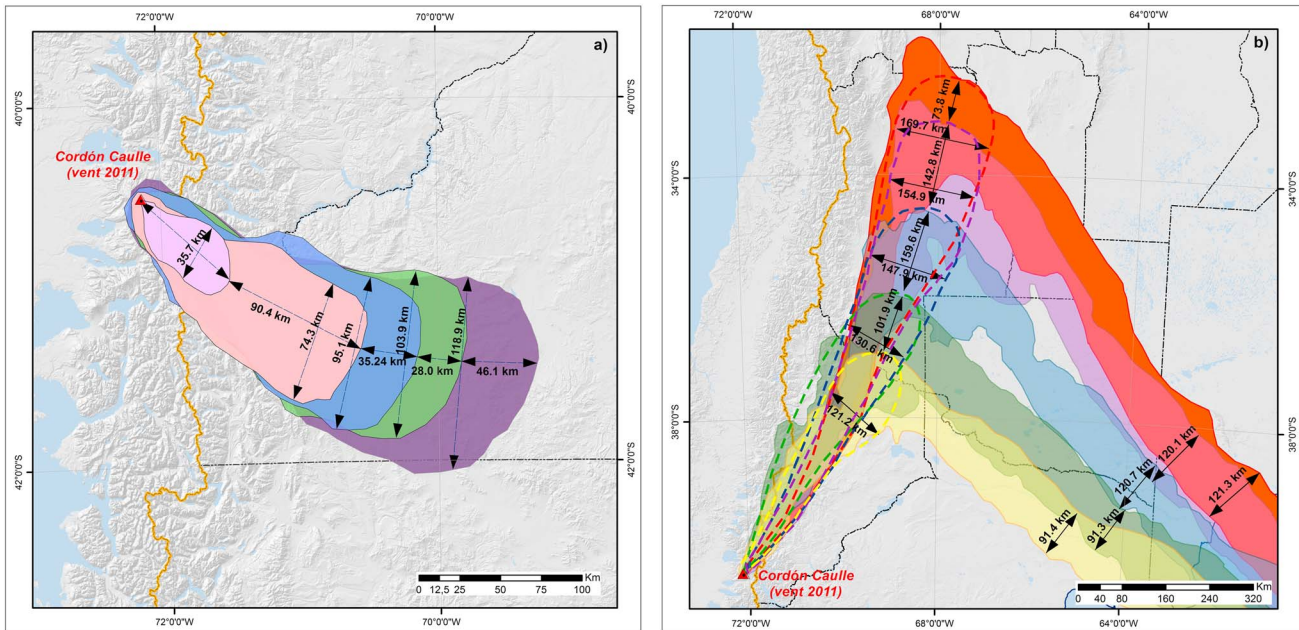 72°0'0"W
70°0'0"W
a)
40°0'0"S
40°0'0"S
Cordón Caulle
(vent 2011)
35.7 km
90.4 km
74.3 km
95.1 km
35.24 km
103.9 km
28.0 km
118.9 km
46.1 km
42°0'0"S
42°0'0"S
Km
0 12,5 25 50 75 100
72°0'0"W
70°0'0"W
72°0'0"W
68°0'0"W
64°0'0"W
b)
73.8 km
169.7 km
142.8 km
34°0'0"S
34°0'0"S
154.9 km
159.6 km
147.9 km
101.9 km
130.6 km
121.2 km
38°0'0"S
38°0'0"S
120.1 km
120.7 km
121.3 km
91.4 km
91.3 km
Cordón Caulle
(vent 2011)
Km
0 40 80 160 240 320
72°0'0"W
68°0'0"W
64°0'0"W